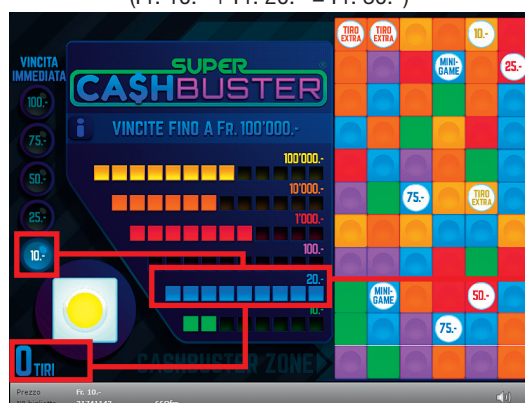 (Fr. 10.– + Fr. 20.– = Fr. 30.–)
VINCITA
IMMEDIATA
100.-
75.-
50.-
25.-
10.-
0 TIRI
SUPER
CA$HBUSTER
i VINCITE FINO A FR. 100'000.-
100'000.-
10'000.-
1'000.-
100.-
20.-
10.-
CASHBUSTER ZONE
TIRO
EXTRA
TIRO
EXTRA
10.-
MINI-
GAME
25.-
75.-
TIRO
EXTRA
MINI-
GAME
50.-
75.-
Prezzo Fr. 10.-